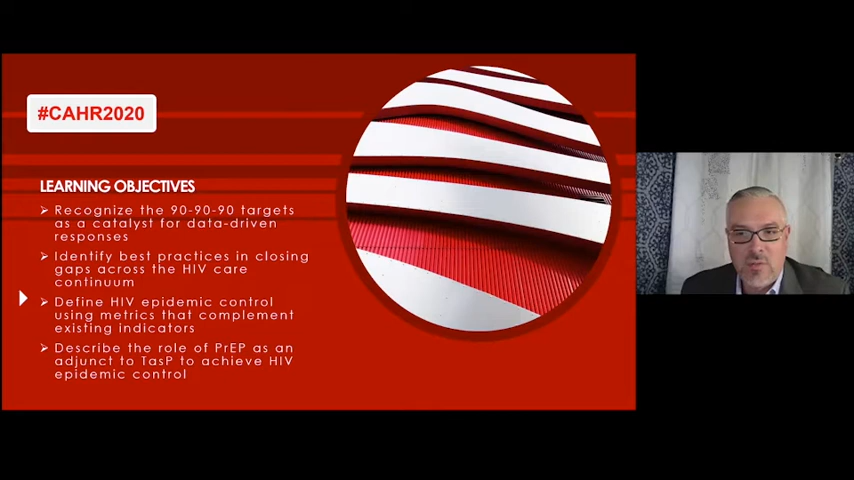 #CAHR2020
LEARNING OBJECTIVES
➢ Recognize the 90-90-90 targets
as a catalyst for data-driven
responses
➢ Identify best practices in closing
gaps across the HIV care
continuum
➢ Define HIV epidemic control
using metrics that complement
existing indicators
➢ Describe the role of PrEP as an
adjunct to TasP to achieve HIV
epidemic control